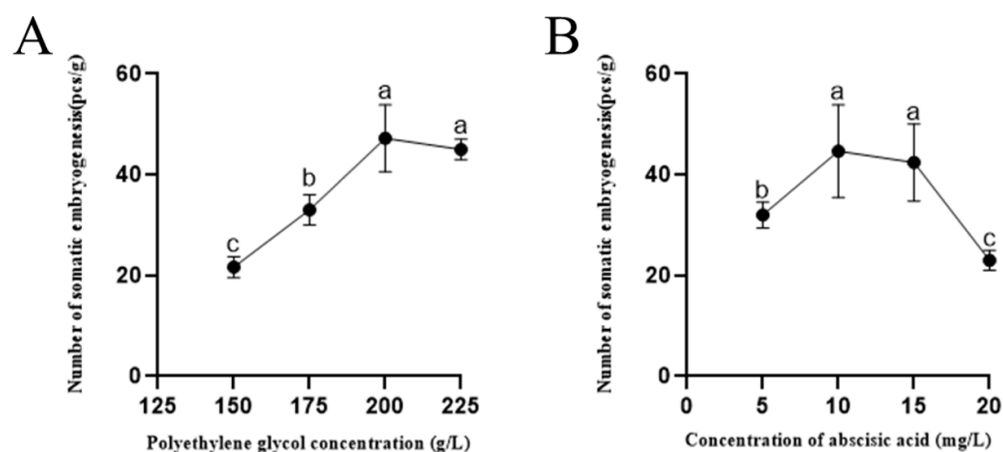 A
Number of somatic embryogenesis(pcs/g)
60
40
20
0
c
b
a
a
125 150 175 200 225
Polyethylene glycol concentration (g/L)
B
Number of somatic embryogenesis(pcs/g)
60
40
20
0
b
a
a
c
0 5 10 15 20
Concentration of abscisic acid (mg/L)